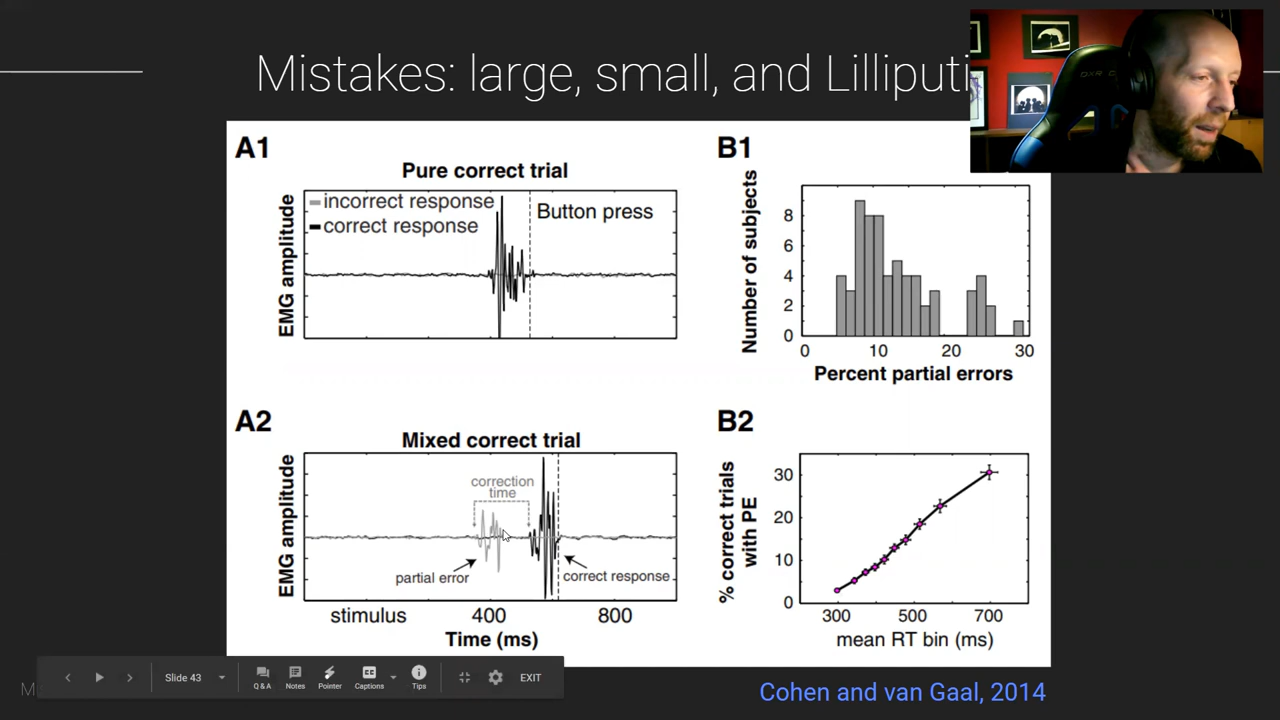 Mistakes: large, small, and Lilliputi
A1
Pure correct trial
EMG amplitude
incorrect response
correct response
Button press
B1
Number of subjects
8
6
4
2
0
0 10 20 30
Percent partial errors
A2
Mixed correct trial
EMG amplitude
correction
time
partial error
correct response
stimulus 400 800
Time (ms)
B2
% correct trials
with PE
30
20
10
0
300 500 700
mean RT bin (ms)
Slide 43
Q & A
Notes
Pointer
Captions
Tips
EXIT
M
Cohen and van Gaal, 2014